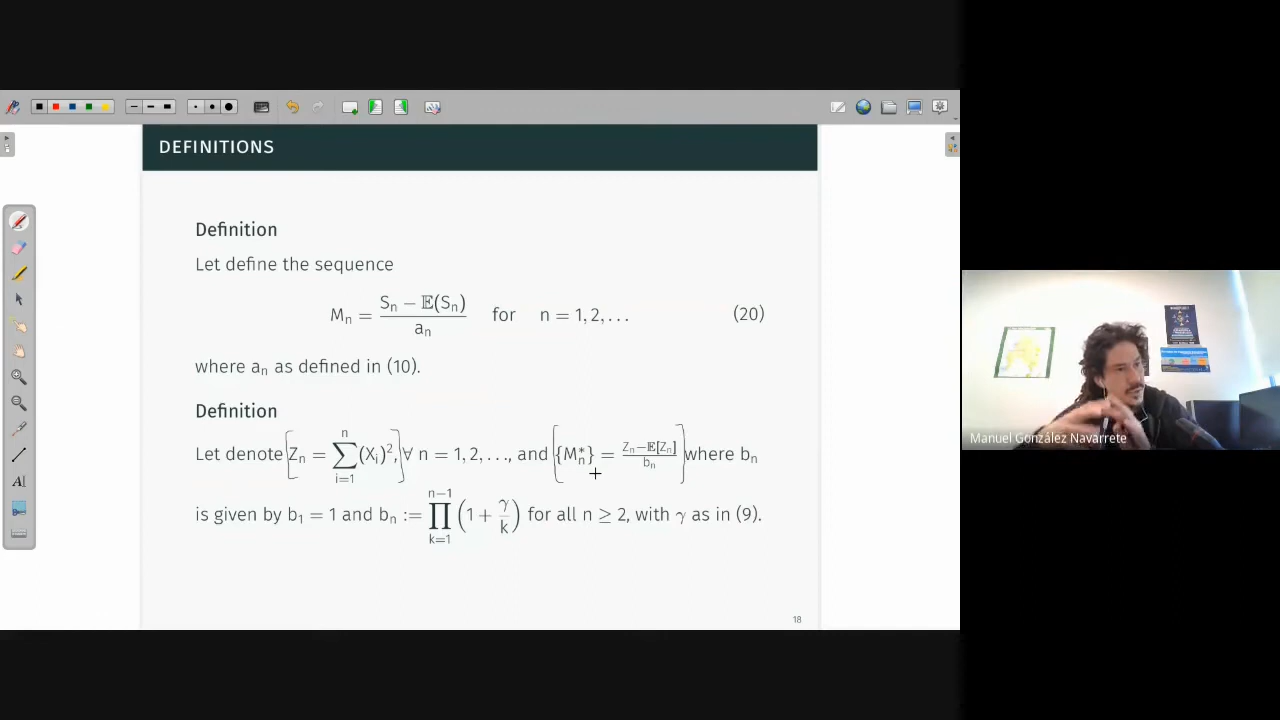 DEFINITIONS
Definition
Let define the sequence
Mₙ = (Sₙ − 𝔼(Sₙ))/aₙ for n = 1, 2, . . . (20)
where aₙ as defined in (10).
Definition
Let denote Zₙ = ∑ᵢ₌₁ⁿ (Xᵢ)², ∀ n = 1, 2, . . ., and {Mₙ*} = (Zₙ−𝔼[Zₙ])/bₙ where bₙ
is given by b₁ = 1 and bₙ := ∏ₖ₌₁ⁿ⁻¹ (1 + γ/k) for all n ≥ 2, with γ as in (9).
18
Manuel González Navarrete